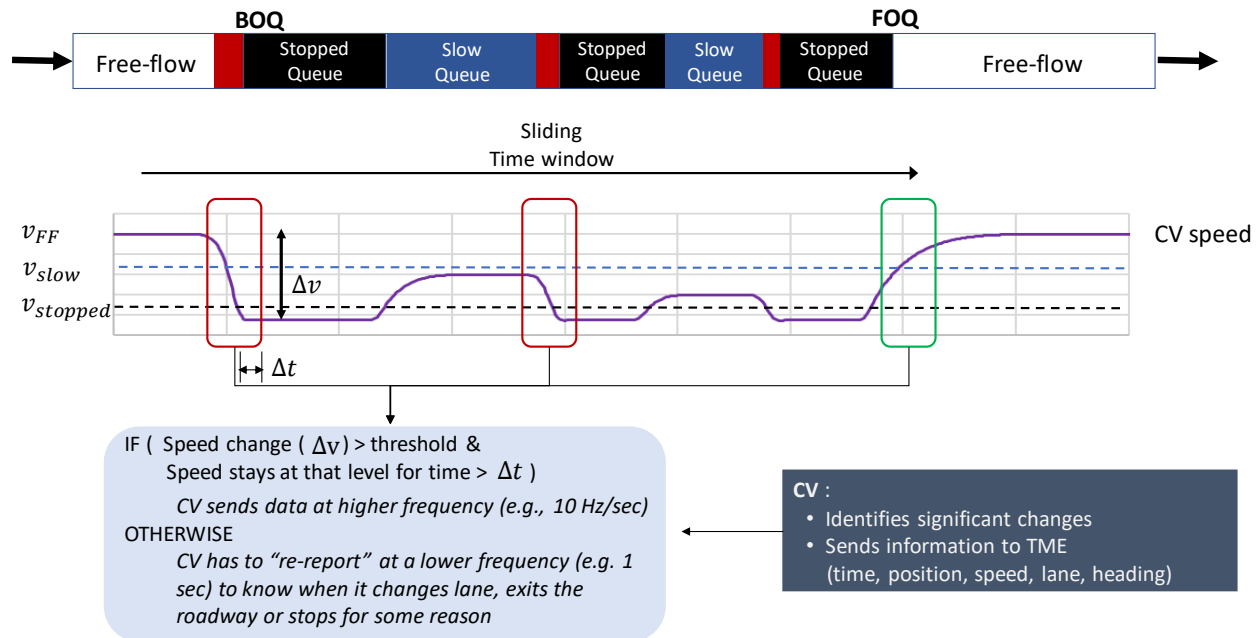 BOQ
FOQ
Free-flow
Stopped
Queue
Slow
Queue
Stopped
Queue
Slow
Queue
Stopped
Queue
Free-flow
Sliding
Time window
v_FF
v_slow
v_stopped
Δv
CV speed
Δt
IF ( Speed change ( Δv) > threshold &
Speed stays at that level for time > Δt )
CV sends data at higher frequency (e.g., 10 Hz/sec)
OTHERWISE
CV has to “re-report” at a lower frequency (e.g. 1
sec) to know when it changes lane, exits the
roadway or stops for some reason
CV :
• Identifies significant changes
• Sends information to TME
(time, position, speed, lane, heading)